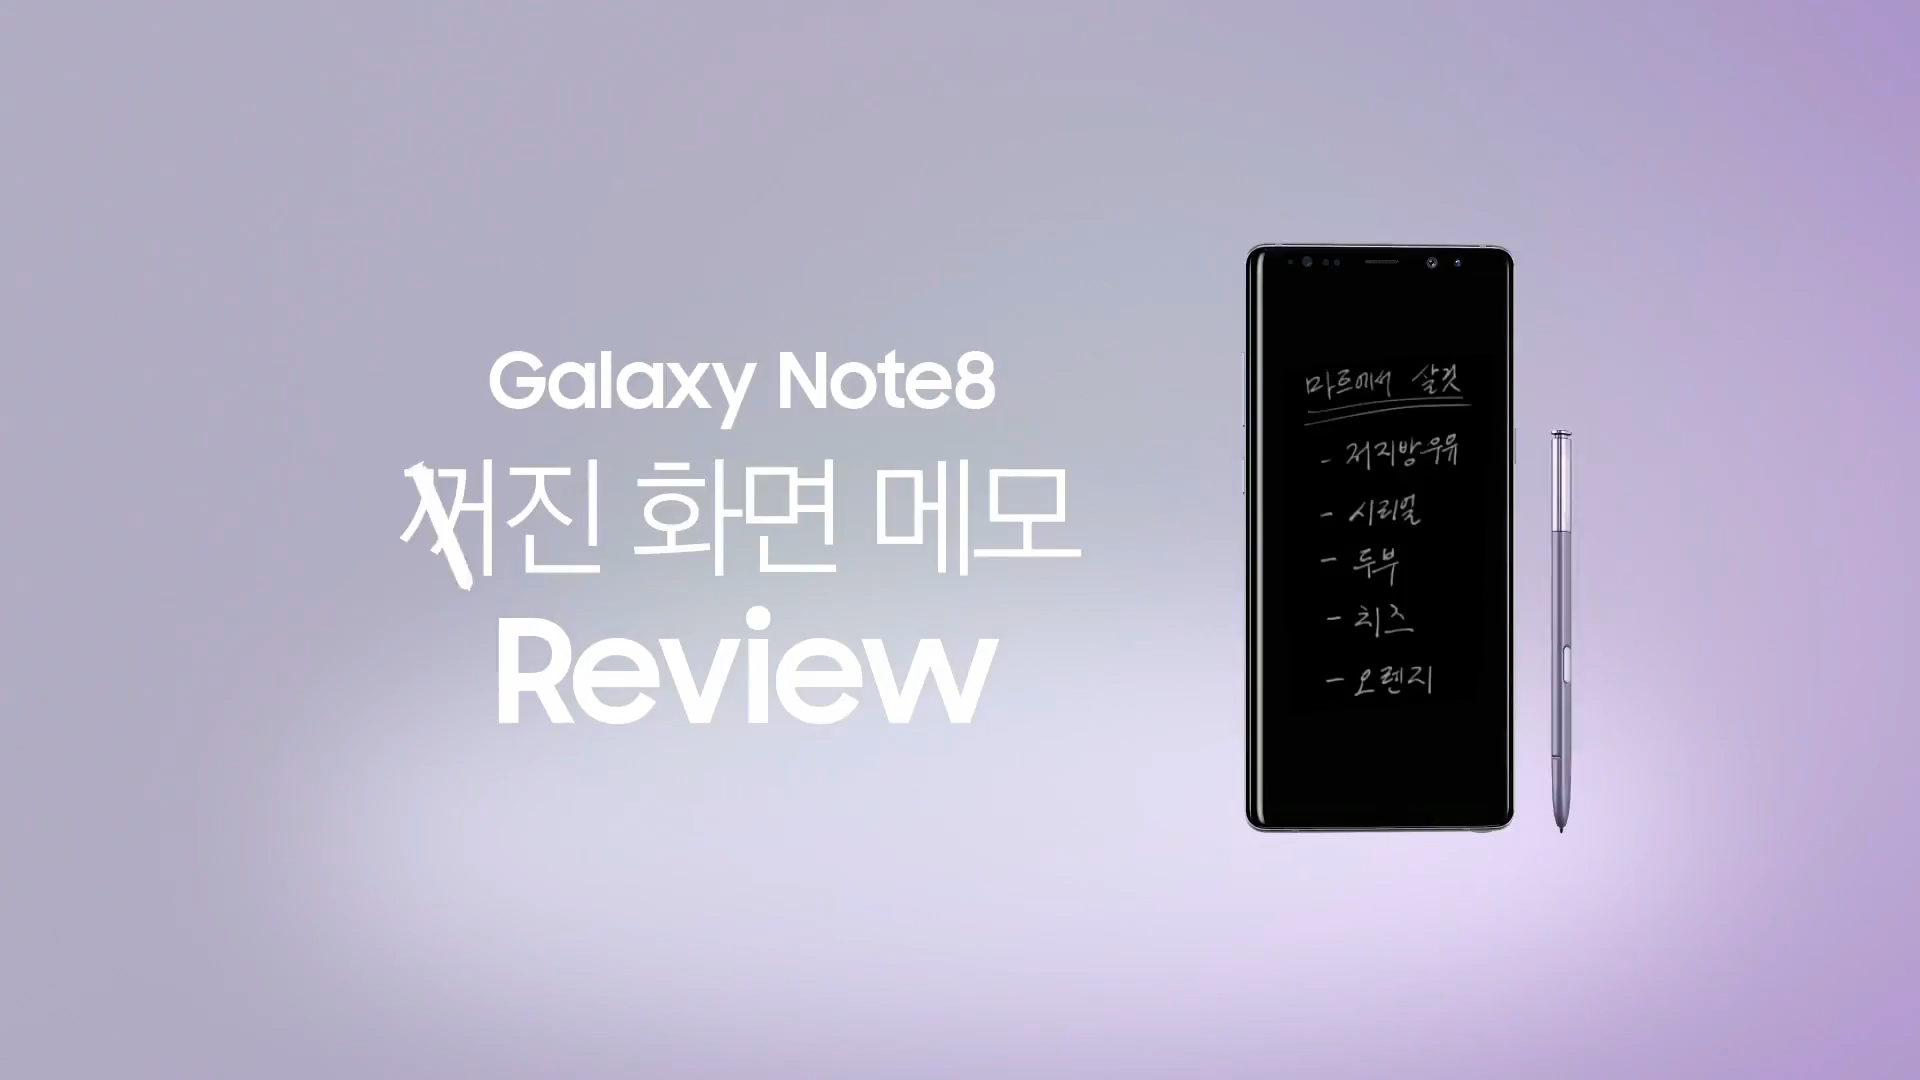 Galaxy Note8
꺼진 화면 메모
Review
마트에서 살것
- 저지방우유
- 시리얼
- 두부
- 치즈
- 오렌지